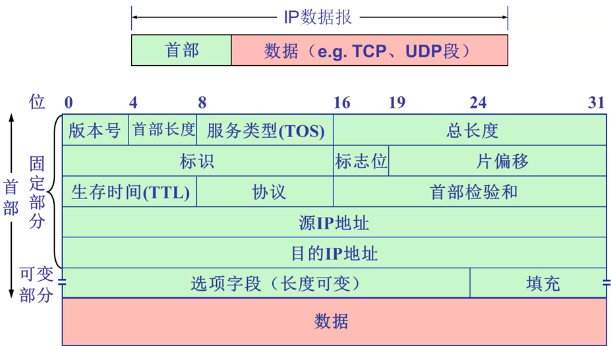 IP数据报
首部 数据（e.g. TCP、UDP段）
位 0 4 8 16 19 24 31
版本号 首部长度 服务类型(TOS) 总长度
标识 标志位 片偏移
生存时间(TTL) 协议 首部检验和
源IP地址
目的IP地址
选项字段（长度可变） 填充
数据
首部
固定部分
可变部分